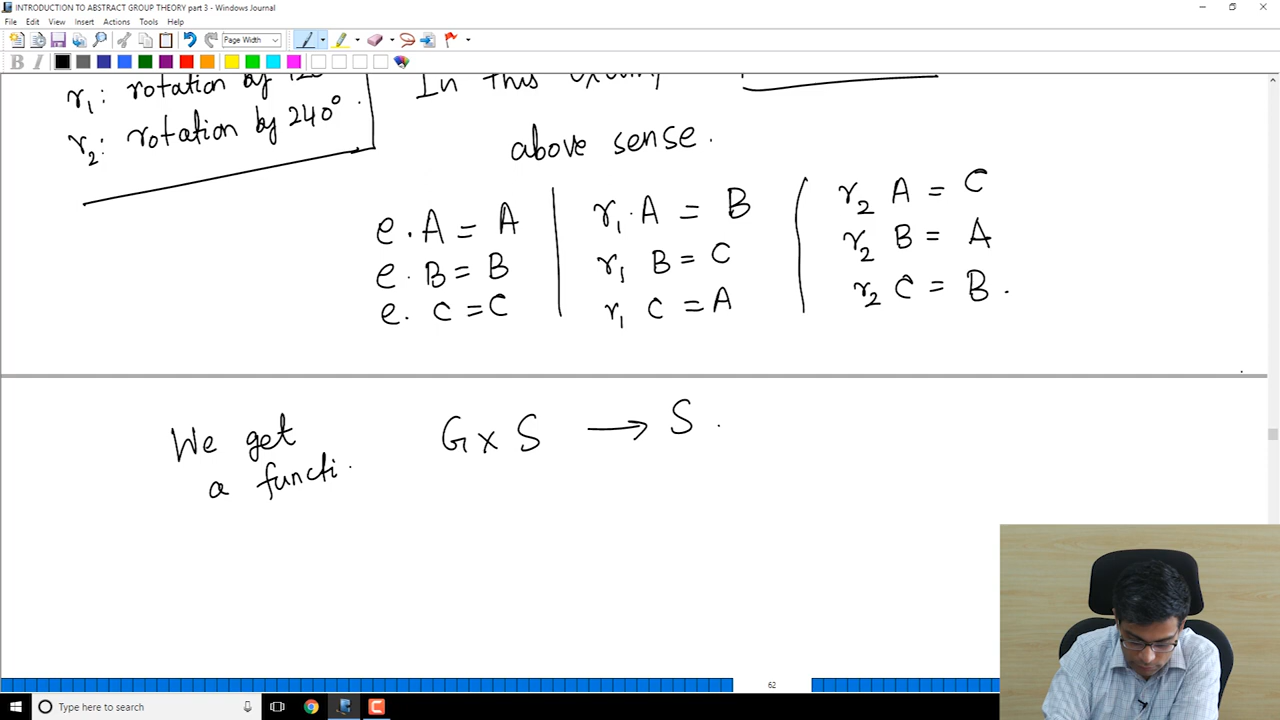 INTRODUCTION TO ABSTRACT GROUP THEORY part 3 - Windows Journal
File Edit View Insert Actions Tools Help
Page Width
B I
r₁: rotation by
r₂: rotation by 240°.
In this
above sense.
e · A = A
e · B = B
e · C = C
r₁ · A = B
r₁ B = C
r₁ C = A
r₂ A = C
r₂ B = A
r₂ C = B .
We get
a functi
G x S → S .
62
Type here to search